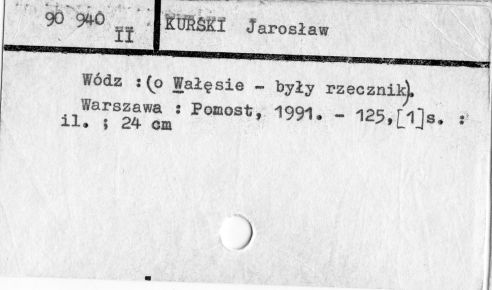 90 940
II
KURSKI Jarosław
Wódz :(o Wałęsie - były rzecznik).
Warszawa : Pomost, 1991. - 125,[1]s. :
il. ; 24 cm